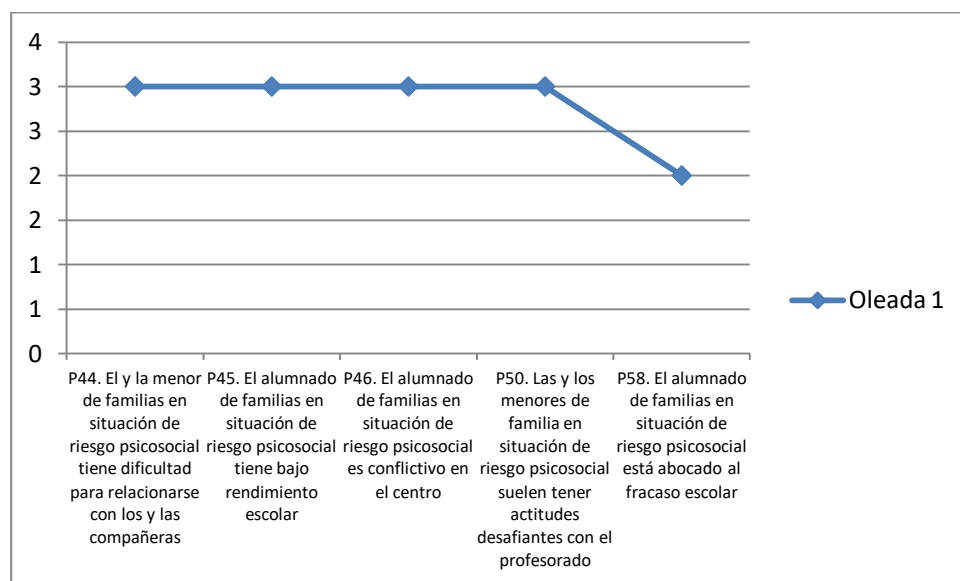 4
3
3
2
2
1
1
0
P44. El y la menor
de familias en
situación de
riesgo psicosocial
tiene dificultad
para relacionarse
con los y las
compañeras
P45. El alumnado
de familias en
situación de
riesgo psicosocial
tiene bajo
rendimiento
escolar
P46. El alumnado
de familias en
situación de
riesgo psicosocial
es conflictivo en
el centro
P50. Las y los
menores de
familia en
situación de
riesgo psicosocial
suelen tener
actitudes
desafiantes con el
profesorado
P58. El alumnado
de familias en
situación de
riesgo psicosocial
está abocado al
fracaso escolar
Oleada 1